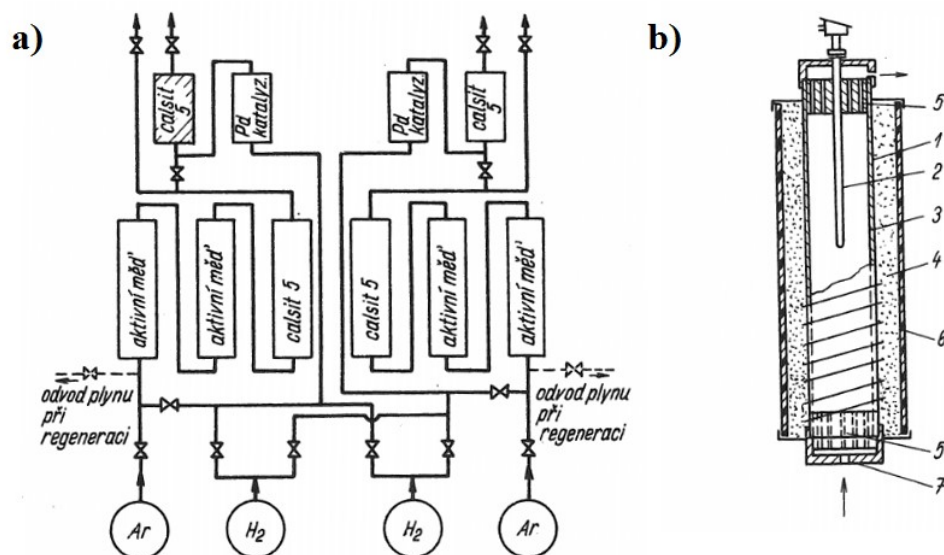 a)
b)
calsit 5
Pd katalyz.
Pd katalyz.
calsit 5
aktivní měď
aktivní měď
calsit 5
calsit 5
aktivní měď
aktivní měď
odvod plynu
při
regeneraci
odvod plynu
při
regeneraci
Ar
H2
H2
Ar
5
1
2
3
4
6
5
7